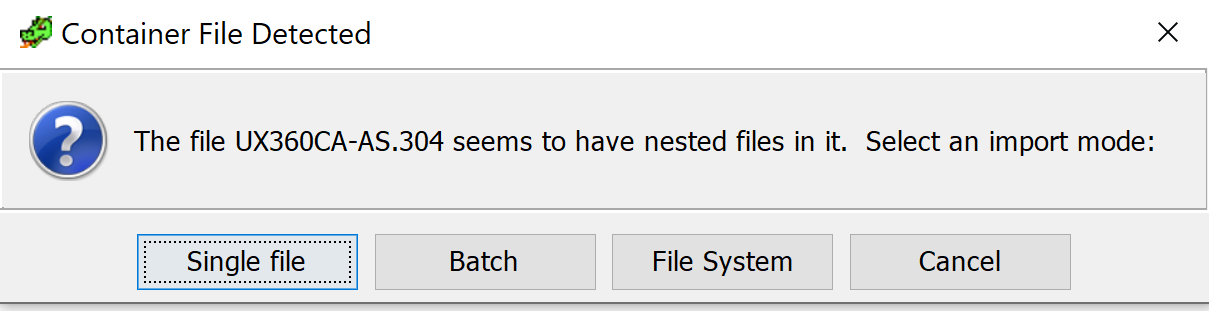 Container File Detected
The file UX360CA-AS.304 seems to have nested files in it.  Select an import mode:
Single file
Batch
File System
Cancel